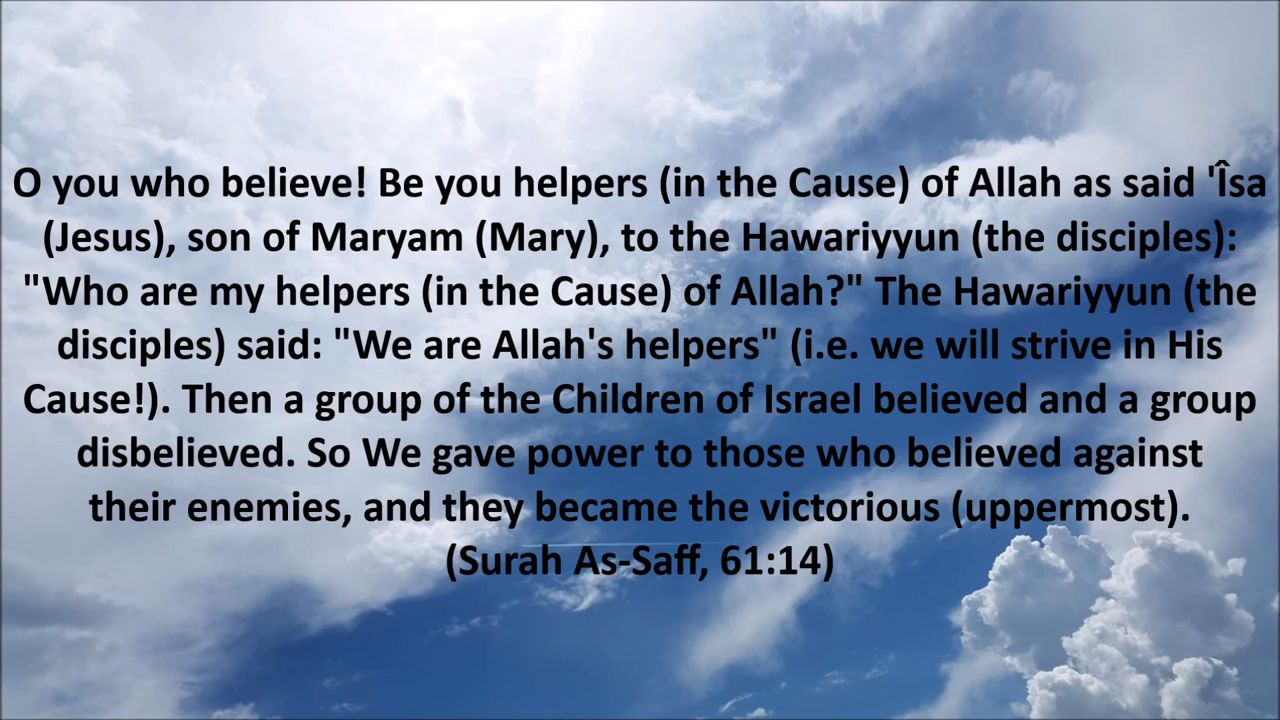 O you who believe! Be you helpers (in the Cause) of Allah as said 'Îsa
(Jesus), son of Maryam (Mary), to the Hawariyyun (the disciples):
"Who are my helpers (in the Cause) of Allah?" The Hawariyyun (the
disciples) said: "We are Allah's helpers" (i.e. we will strive in His
Cause!). Then a group of the Children of Israel believed and a group
disbelieved. So We gave power to those who believed against
their enemies, and they became the victorious (uppermost).
(Surah As-Saff, 61:14)